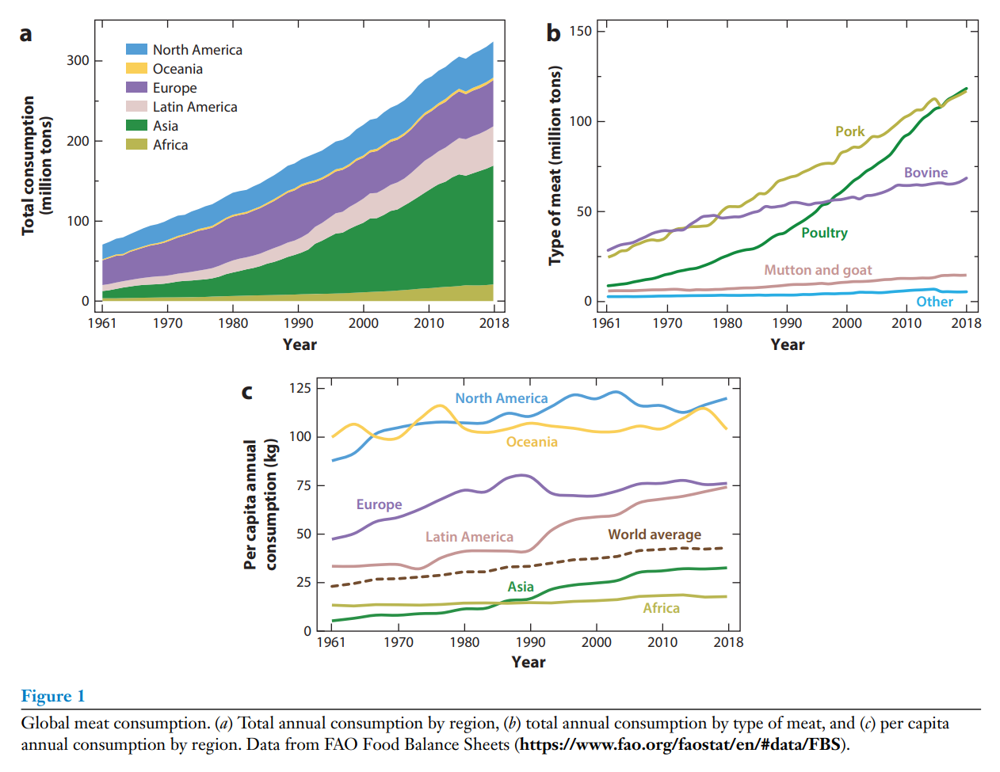 a
Total consumption
(million tons)
300
200
100
0
North America
Oceania
Europe
Latin America
Asia
Africa
1961 1970 1980 1990 2000 2010 2018
Year
b
Type of meat (million tons)
150
100
50
0
Pork
Bovine
Poultry
Mutton and goat
Other
1961 1970 1980 1990 2000 2010 2018
Year
c
Per capita annual
consumption (kg)
125
100
75
50
25
0
North America
Oceania
Europe
Latin America
World average
Asia
Africa
1961 1970 1980 1990 2000 2010 2018
Year
Figure 1
Global meat consumption. (a) Total annual consumption by region, (b) total annual consumption by type of meat, and (c) per capita
annual consumption by region. Data from FAO Food Balance Sheets (https://www.fao.org/faostat/en/#data/FBS).